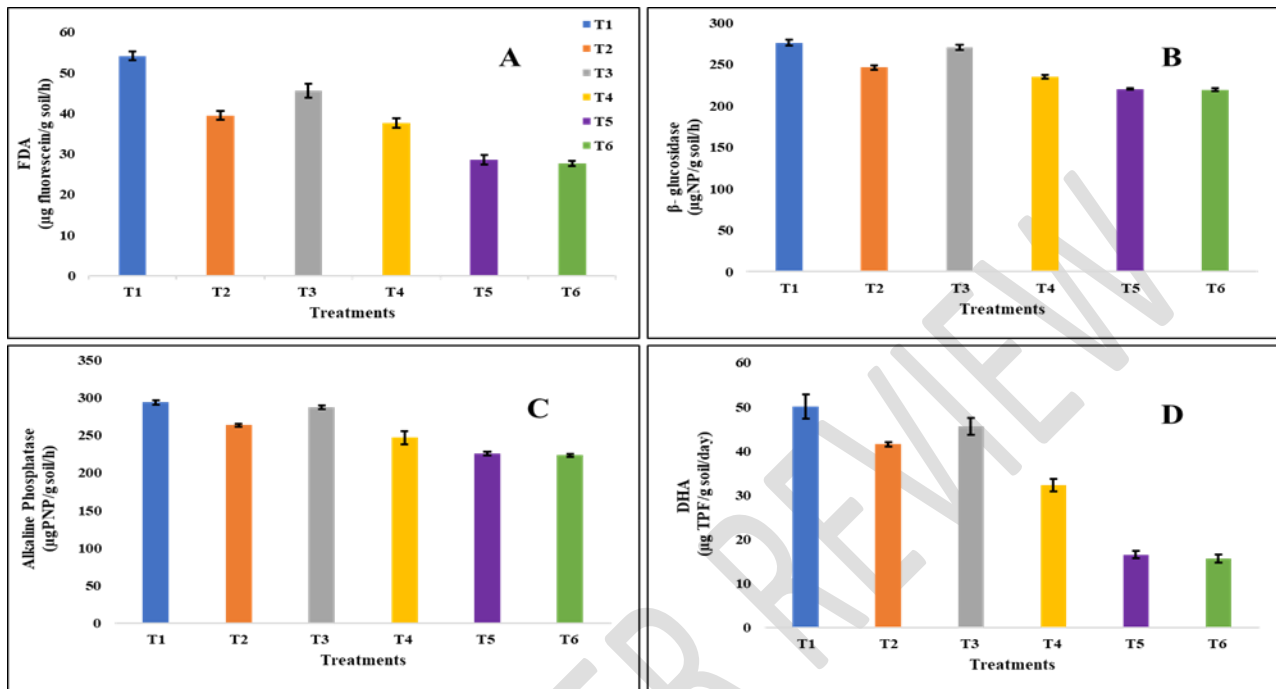 60
50
40
30
20
10
0
FDA
(µg fluorescein/g soil/h)
A
T1
T2
T3
T4
T5
T6
T1 T2 T3 T4 T5 T6
Treatments
300
250
200
150
100
50
0
β- glucosidase
(µgNP/g soil/h)
B
T1 T2 T3 T4 T5 T6
Treatments
350
300
250
200
150
100
50
0
Alkaline Phosphatase
(µgPNP/g soil/h)
C
T1 T2 T3 T4 T5 T6
Treatments
60
50
40
30
20
10
0
DHA
(µg TPF/g soil/day)
D
T1 T2 T3 T4 T5 T6
Treatments
ER REVIEW